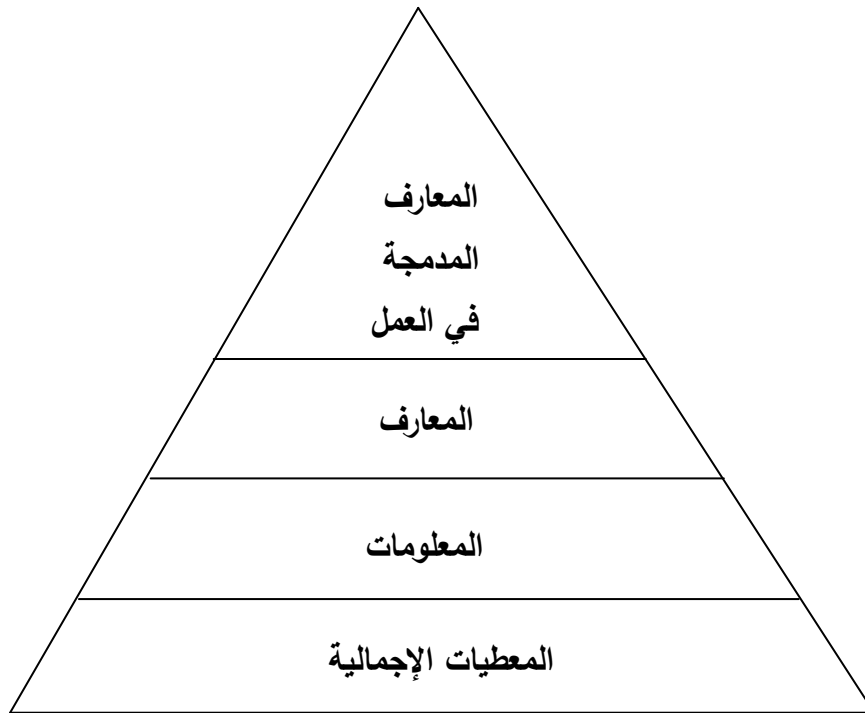 المعارف
المدمجة
في العمل
المعارف
المعلومات
المعطيات الإجمالية